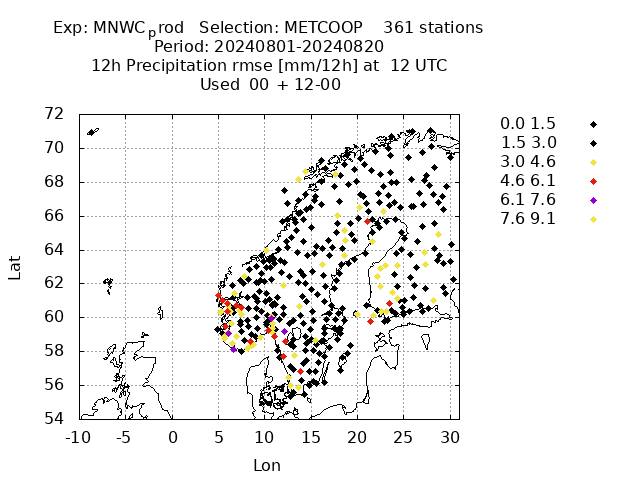 Exp: MNWCprod Selection: METCOOP 361 stations
Period: 20240801-20240820
12h Precipitation rmse [mm/12h] at 12 UTC
Used 00 + 12-00
72
70
68
66
64
62
60
58
56
54
-10 -5 0 5 10 15 20 25 30
Lat
Lon
0.0 1.5
1.5 3.0
3.0 4.6
4.6 6.1
6.1 7.6
7.6 9.1